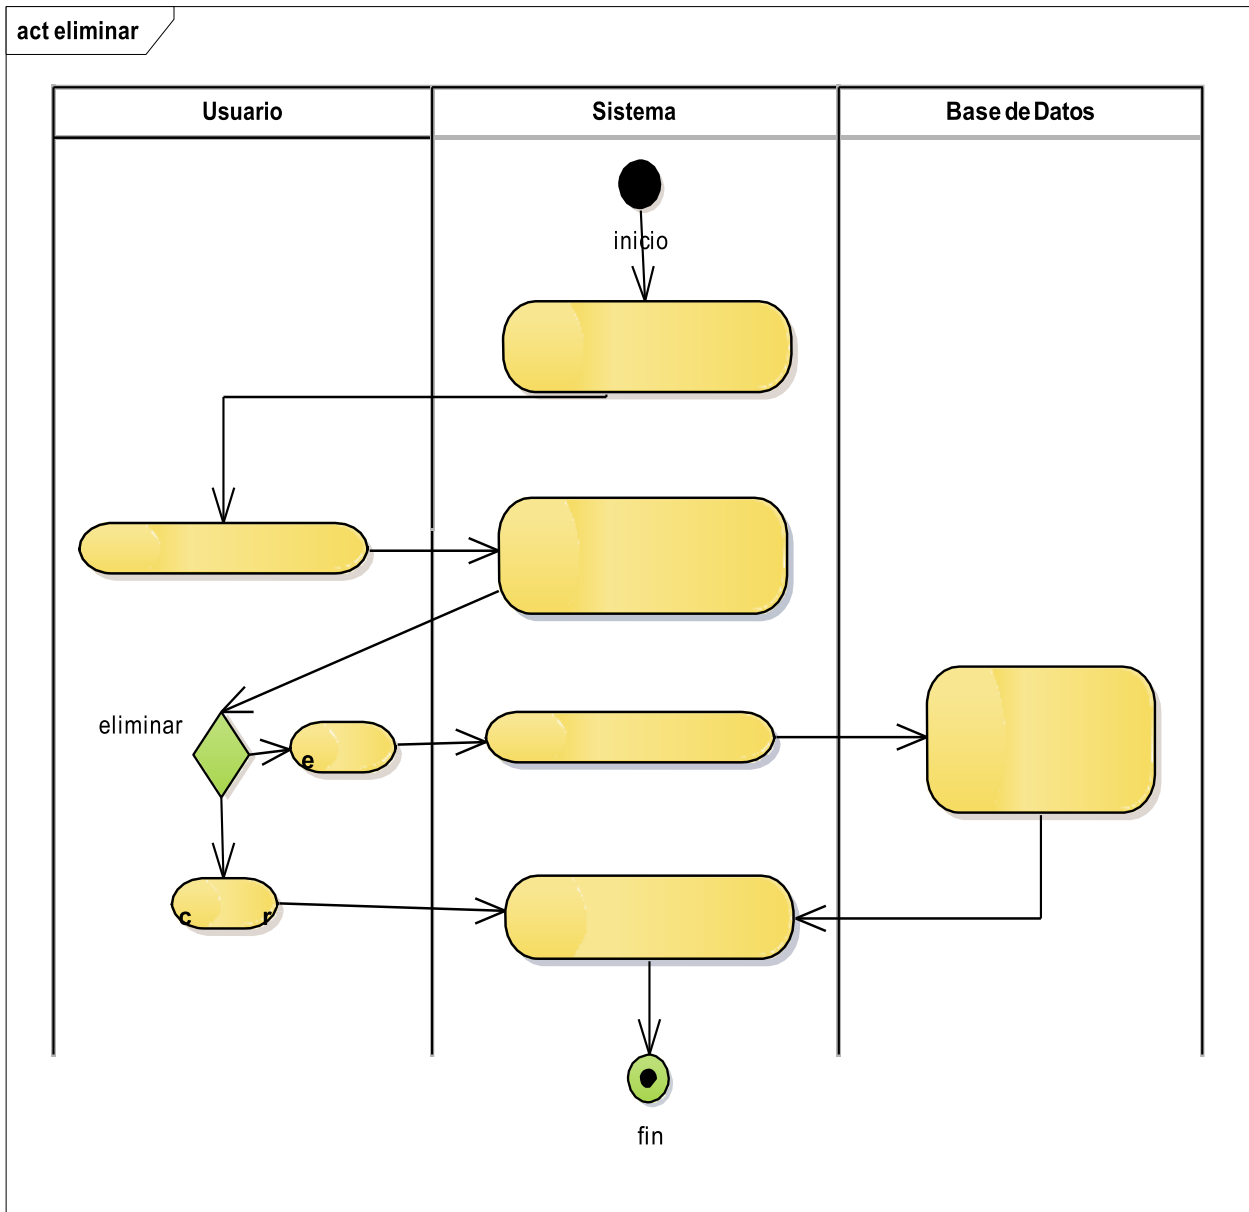 act eliminar
Usuario
Sistema
Base de Datos
inicio
eliminar
e
c r
fin